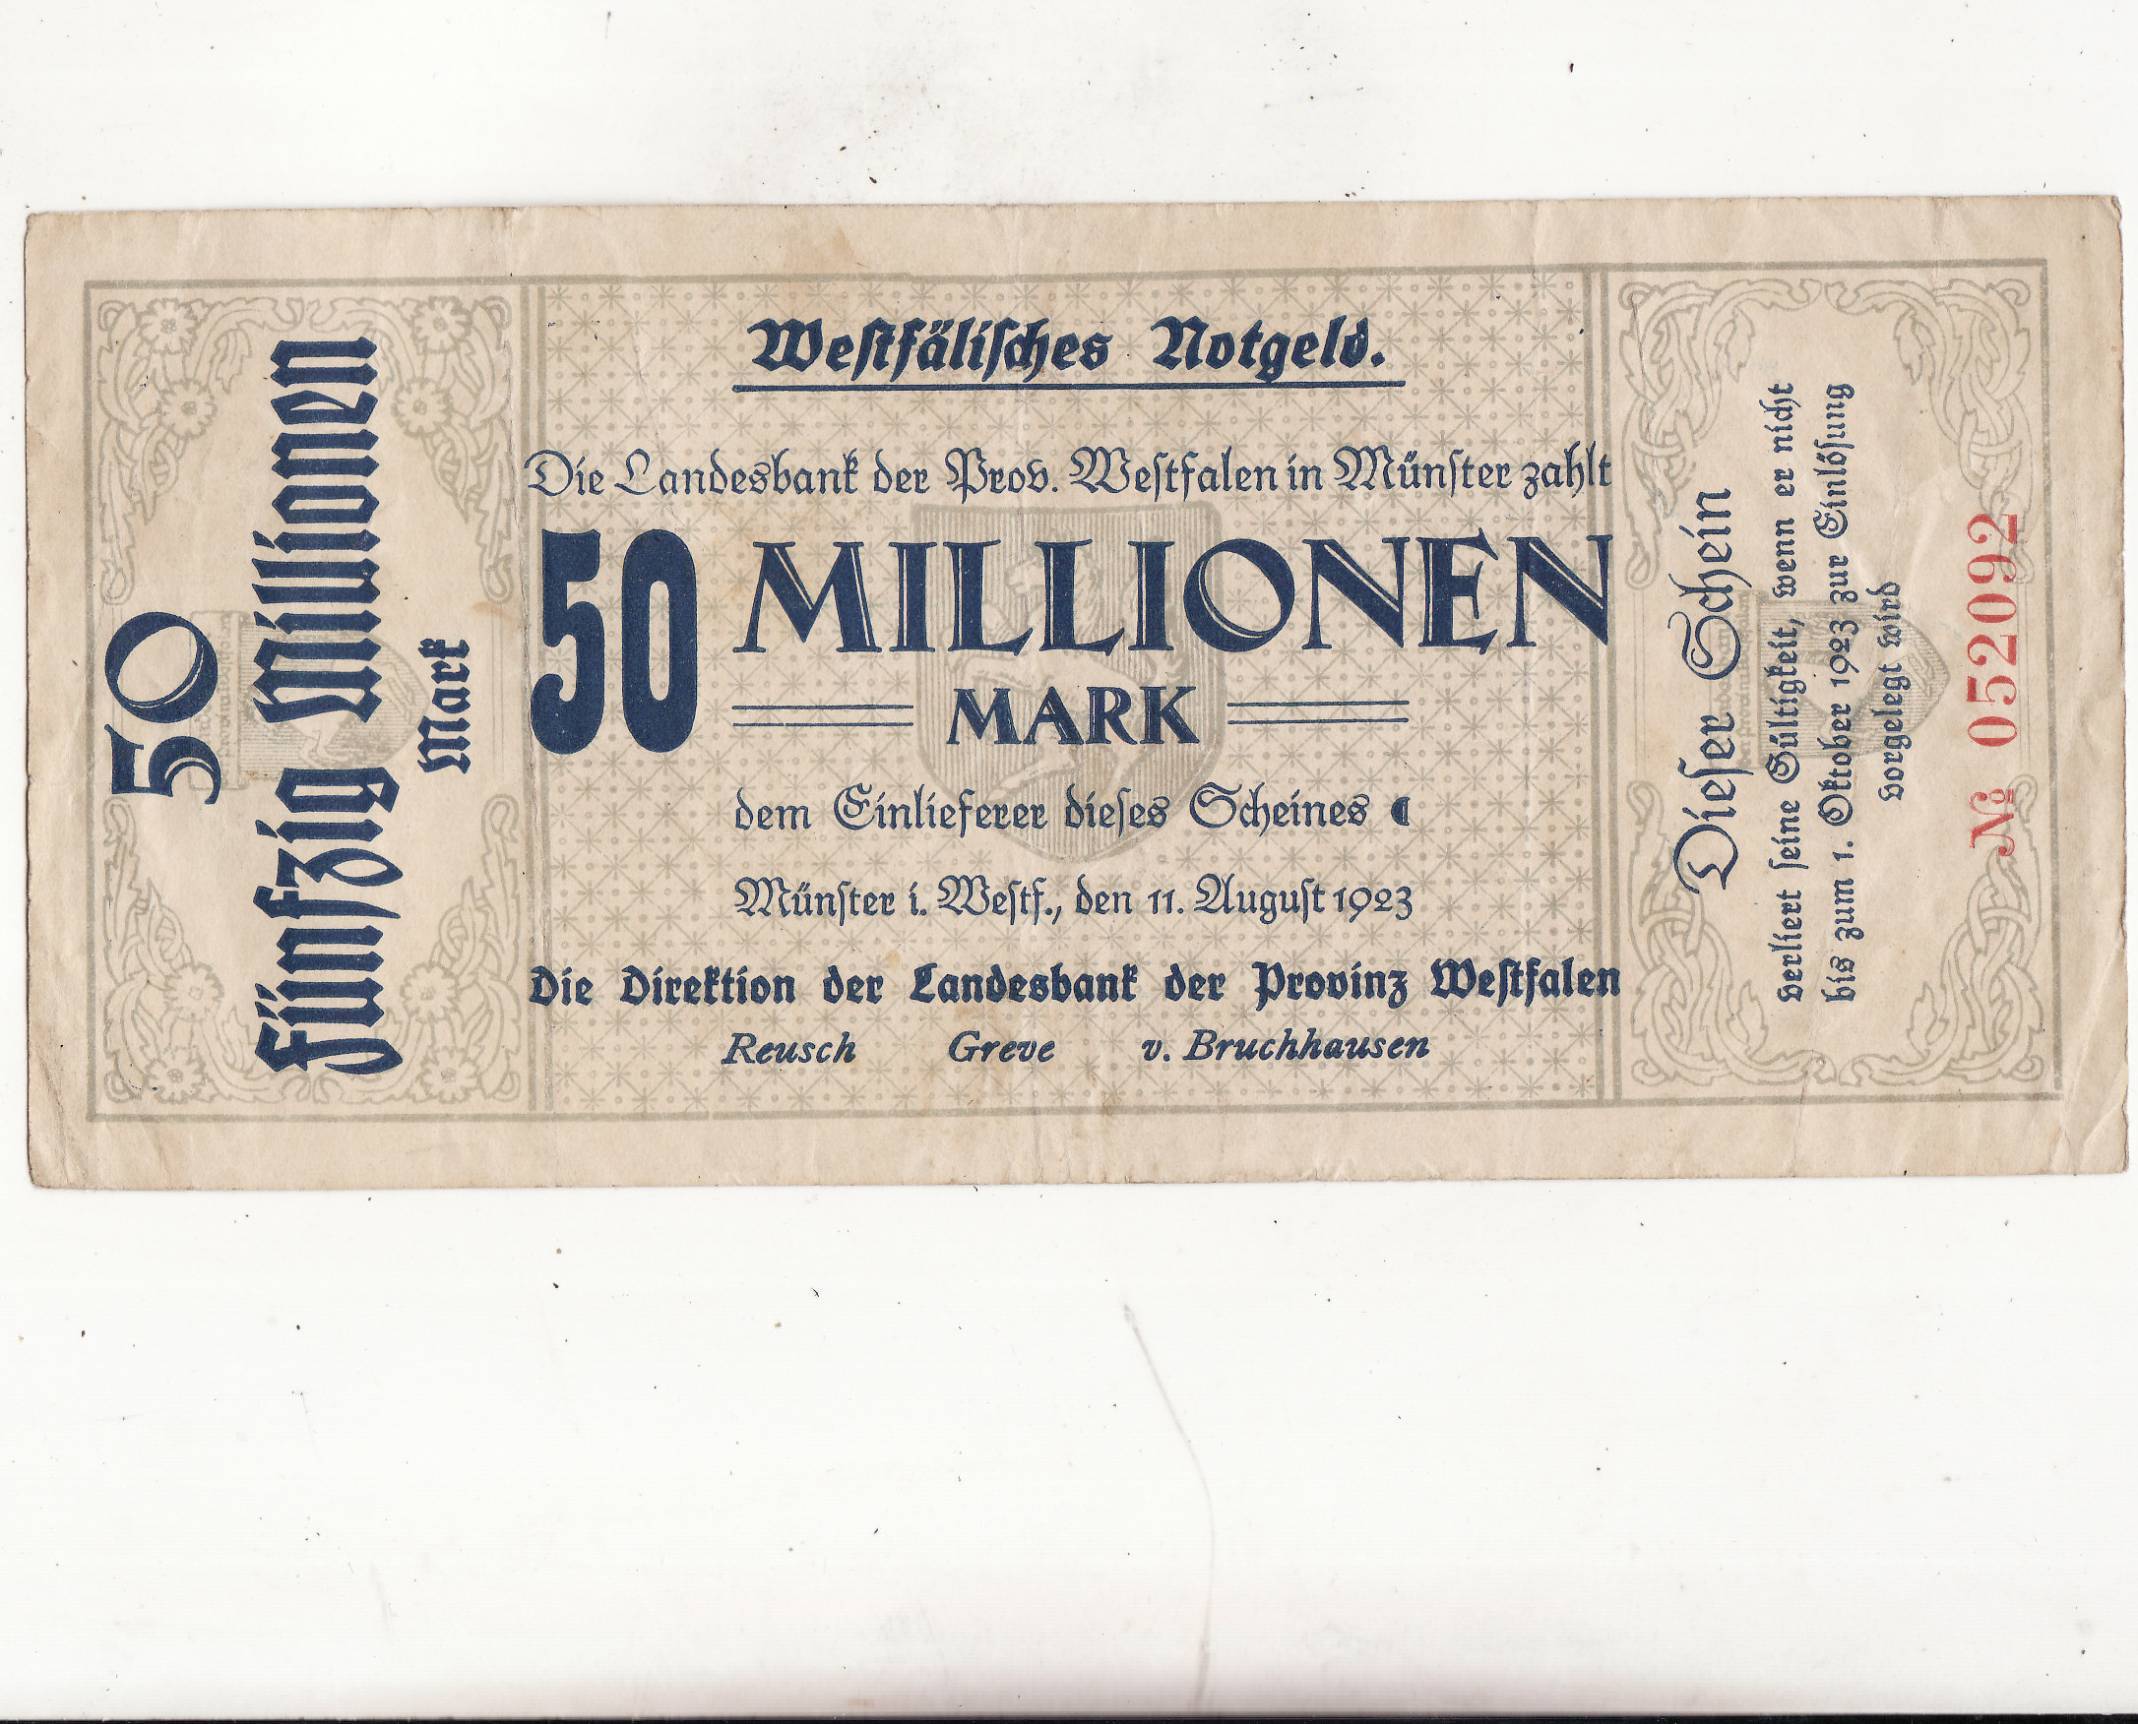 50
Fünfzig Millionen
Mark
Westfälisches Notgeld.
Die Landesbank der Prov. Westfalen in Münster zahlt
50 MILLIONEN
MARK
dem Einlieferer dieses Scheines
Münster i. Westf., den 11. August 1923
Die Direktion der Landesbank der Provinz Westfalen
Reusch Greve v. Bruchhausen
Dieser Schein
verliert seine Gültigkeit, wenn er nicht
bis zum 1. Oktober 1923 zur Einlösung
vorgelegt wird
№ 052092